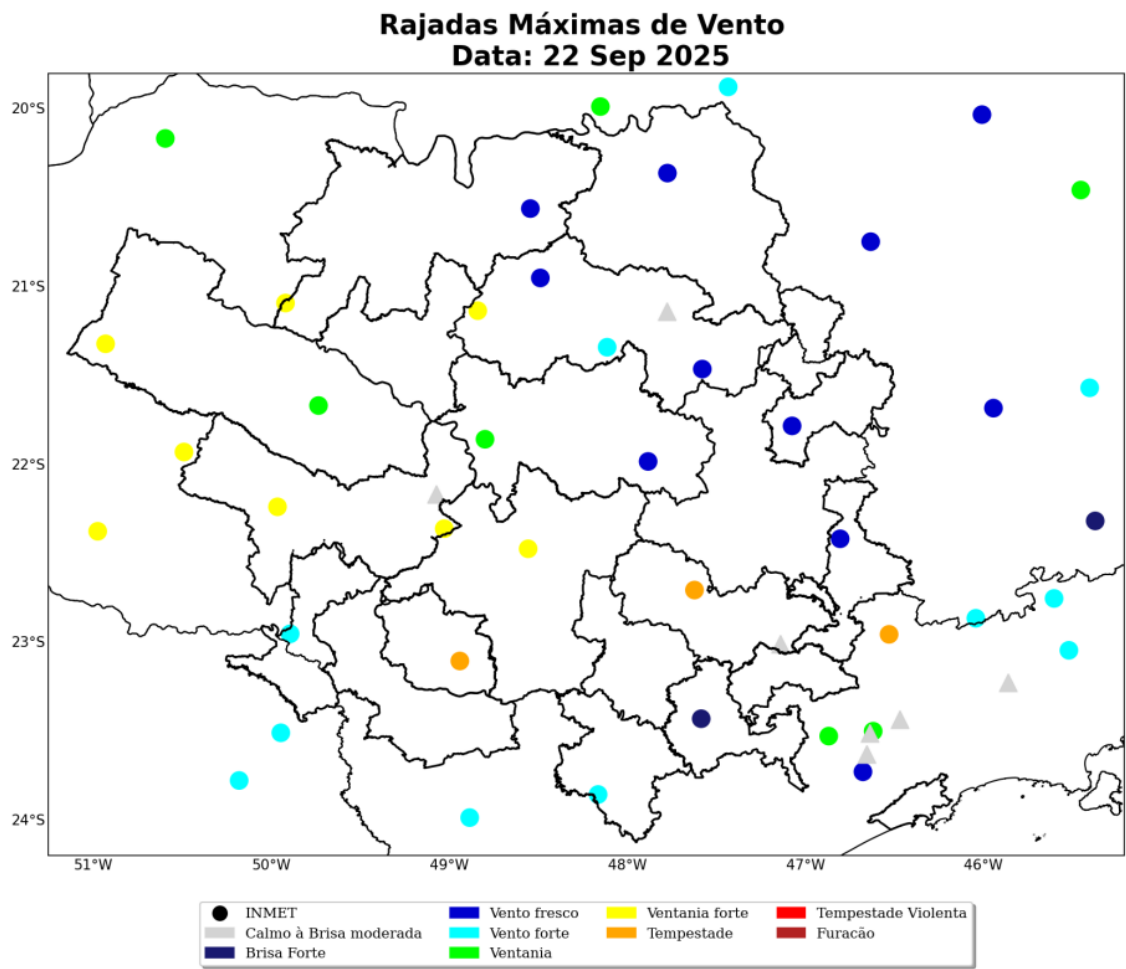 Rajadas Máximas de Vento
Data: 22 Sep 2025
20°S
21°S
22°S
23°S
24°S
51°W 50°W 49°W 48°W 47°W 46°W
INMET Vento fresco Ventania forte Tempestade Violenta
Calmo à Brisa moderada Vento forte Tempestade Furacão
Brisa Forte Ventania